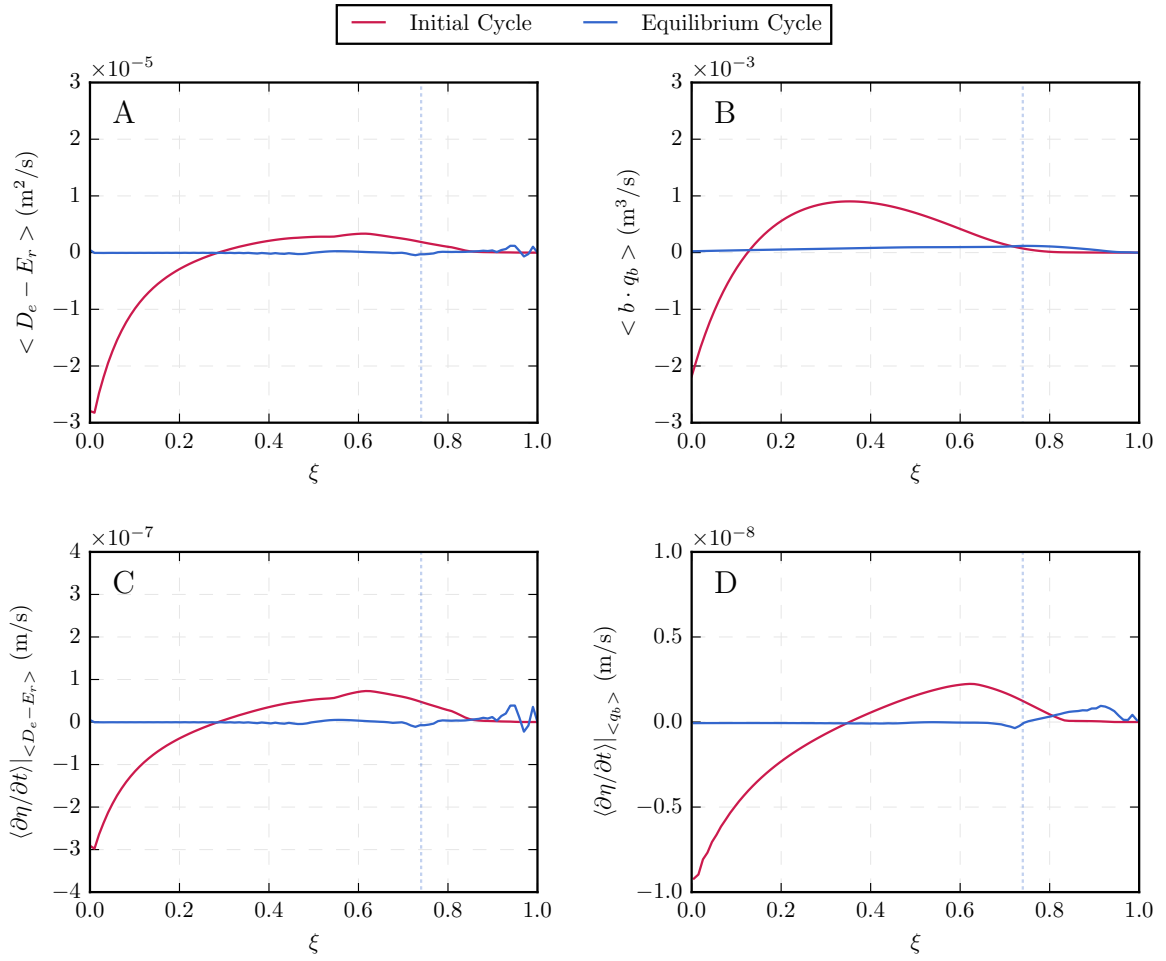 Initial Cycle Equilibrium Cycle
×10⁻⁵
A
3
2
1
0
−1
−2
−3
0.0 0.2 0.4 0.6 0.8 1.0
ξ
< D_e − E_r > (m²/s)
×10⁻³
B
3
2
1
0
−1
−2
−3
0.0 0.2 0.4 0.6 0.8 1.0
ξ
< b · q_b > (m³/s)
×10⁻⁷
C
4
3
2
1
0
−1
−2
−3
−4
0.0 0.2 0.4 0.6 0.8 1.0
ξ
⟨∂η/∂t⟩|_{<D_e−E_r>} (m/s)
×10⁻⁸
D
1.0
0.5
0.0
−0.5
−1.0
0.0 0.2 0.4 0.6 0.8 1.0
ξ
⟨∂η/∂t⟩|_{<q_b>} (m/s)